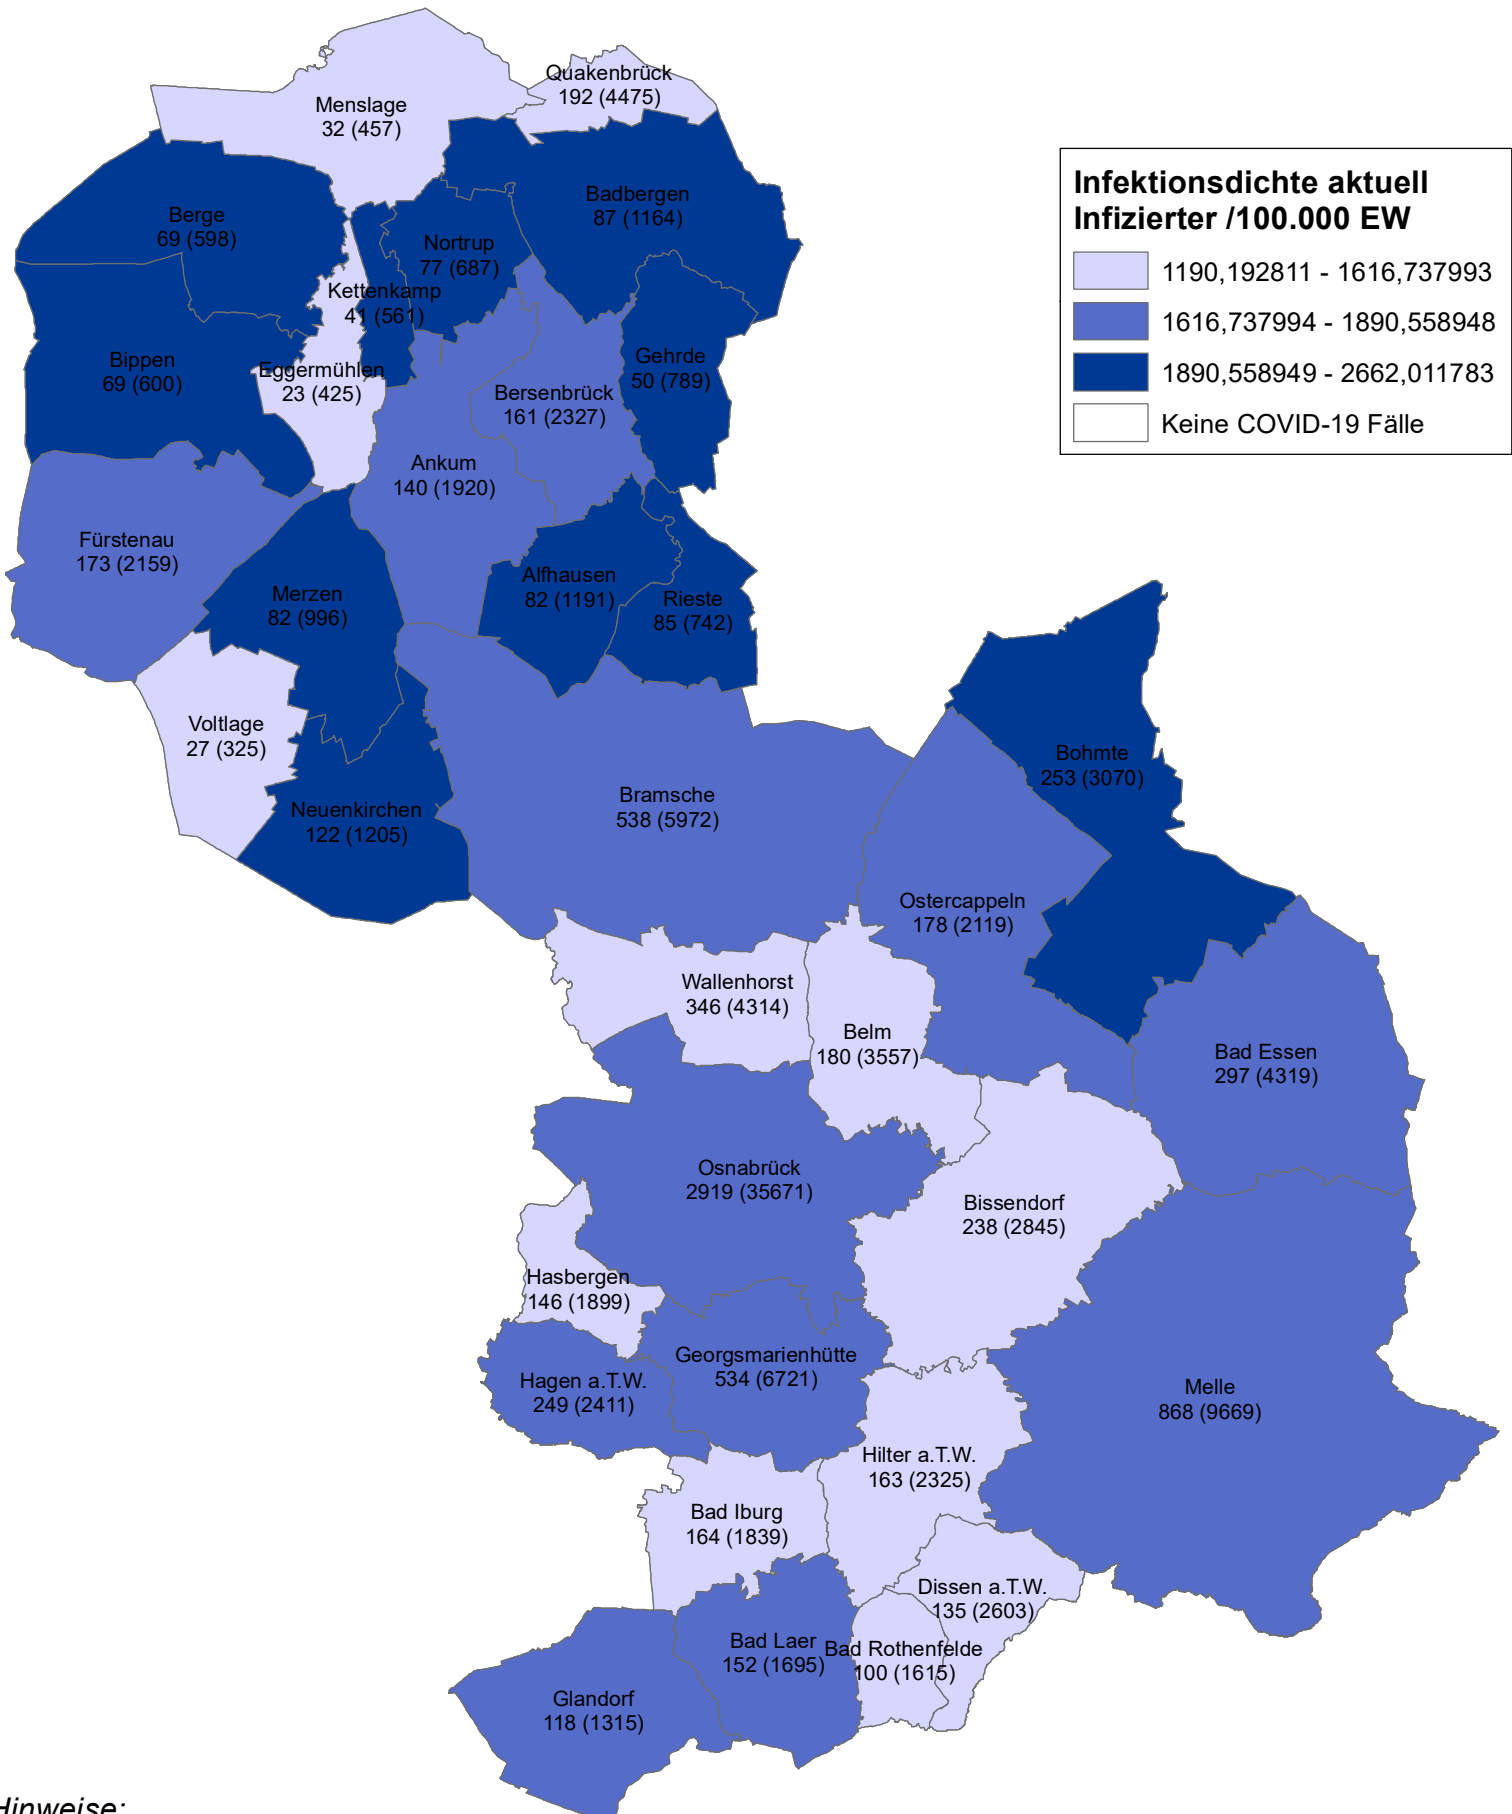 Quakenbrück
192 (4475)
Menslage
32 (457)
Infektionsdichte aktuell
Infizierter /100.000 EW
1190,192811 - 1616,737993
1616,737994 - 1890,558948
1890,558949 - 2662,011783
Keine COVID-19 Fälle
Badbergen
87 (1164)
Berge
69 (598)
Nortrup
77 (687)
Kettenkamp
41 (561)
Bippen
69 (600)
Eggermühlen
23 (425)
Gehrde
50 (789)
Bersenbrück
161 (2327)
Ankum
140 (1920)
Fürstenau
173 (2159)
Alfhausen
82 (1191)
Merzen
82 (996)
Rieste
85 (742)
Voltlage
27 (325)
Bohmte
253 (3070)
Bramsche
538 (5972)
Neuenkirchen
122 (1205)
Ostercappeln
178 (2119)
Wallenhorst
346 (4314)
Belm
180 (3557)
Bad Essen
297 (4319)
Osnabrück
2919 (35671)
Bissendorf
238 (2845)
Hasbergen
146 (1899)
Georgsmarienhütte
534 (6721)
Hagen a.T.W.
249 (2411)
Melle
868 (9669)
Hilter a.T.W.
163 (2325)
Bad Iburg
164 (1839)
Dissen a.T.W.
135 (2603)
Bad Laer
152 (1695)
Bad Rothenfelde
100 (1615)
Glandorf
118 (1315)
Hinweise: